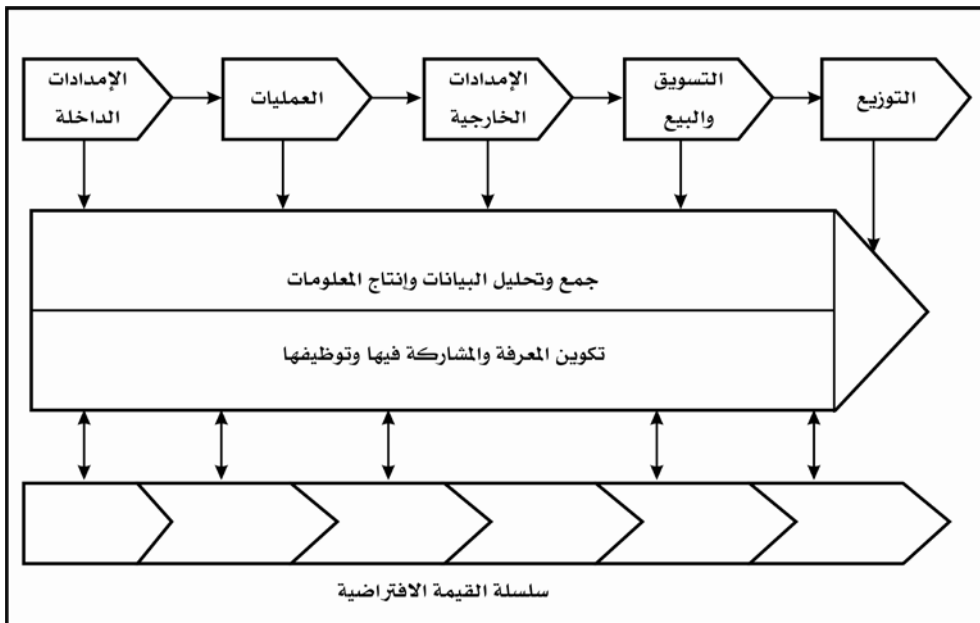 الإمدادات
الداخلة
العمليات
الإمدادات
الخارجية
التسويق
والبيع
التوزيع
جمع وتحليل البيانات وإنتاج المعلومات
تكوين المعرفة والمشاركة فيها وتوظيفها
سلسلة القيمة الافتراضية